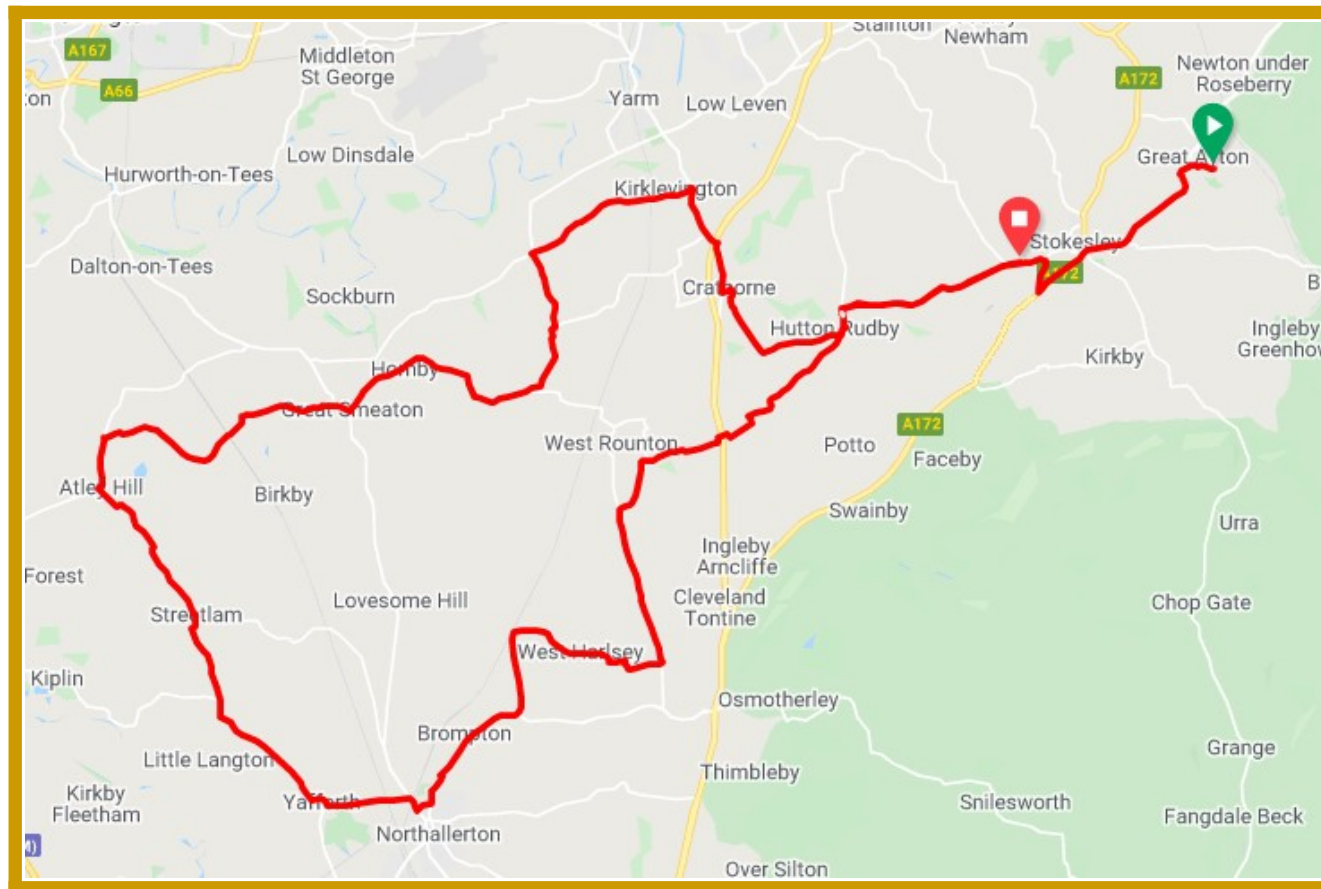 Stainton
Newham
A167
Middleton
St George
Newton under
Roseberry
A172
A66
Yarm
Low Leven
Low Dinsdale
Great Ayton
Hurworth-on-Tees
Kirklevington
Stokesley
Dalton-on-Tees
A172
Crathorne
Sockburn
Hutton Rudby
Ingleby
Kirkby
Hornby
Great Smeaton
A172
West Rounton
Potto
Faceby
Atley Hill
Birkby
Swainby
Urra
Ingleby
Arncliffe
Forest
Lovesome Hill
Cleveland
Tontine
Chop Gate
Streetlam
West Harlsey
Kiplin
Osmotherley
Brompton
Grange
Little Langton
Thimbleby
Kirkby
Fleetham
Yafforth
Snilesworth
Fangdale Beck
Northallerton
Over Silton